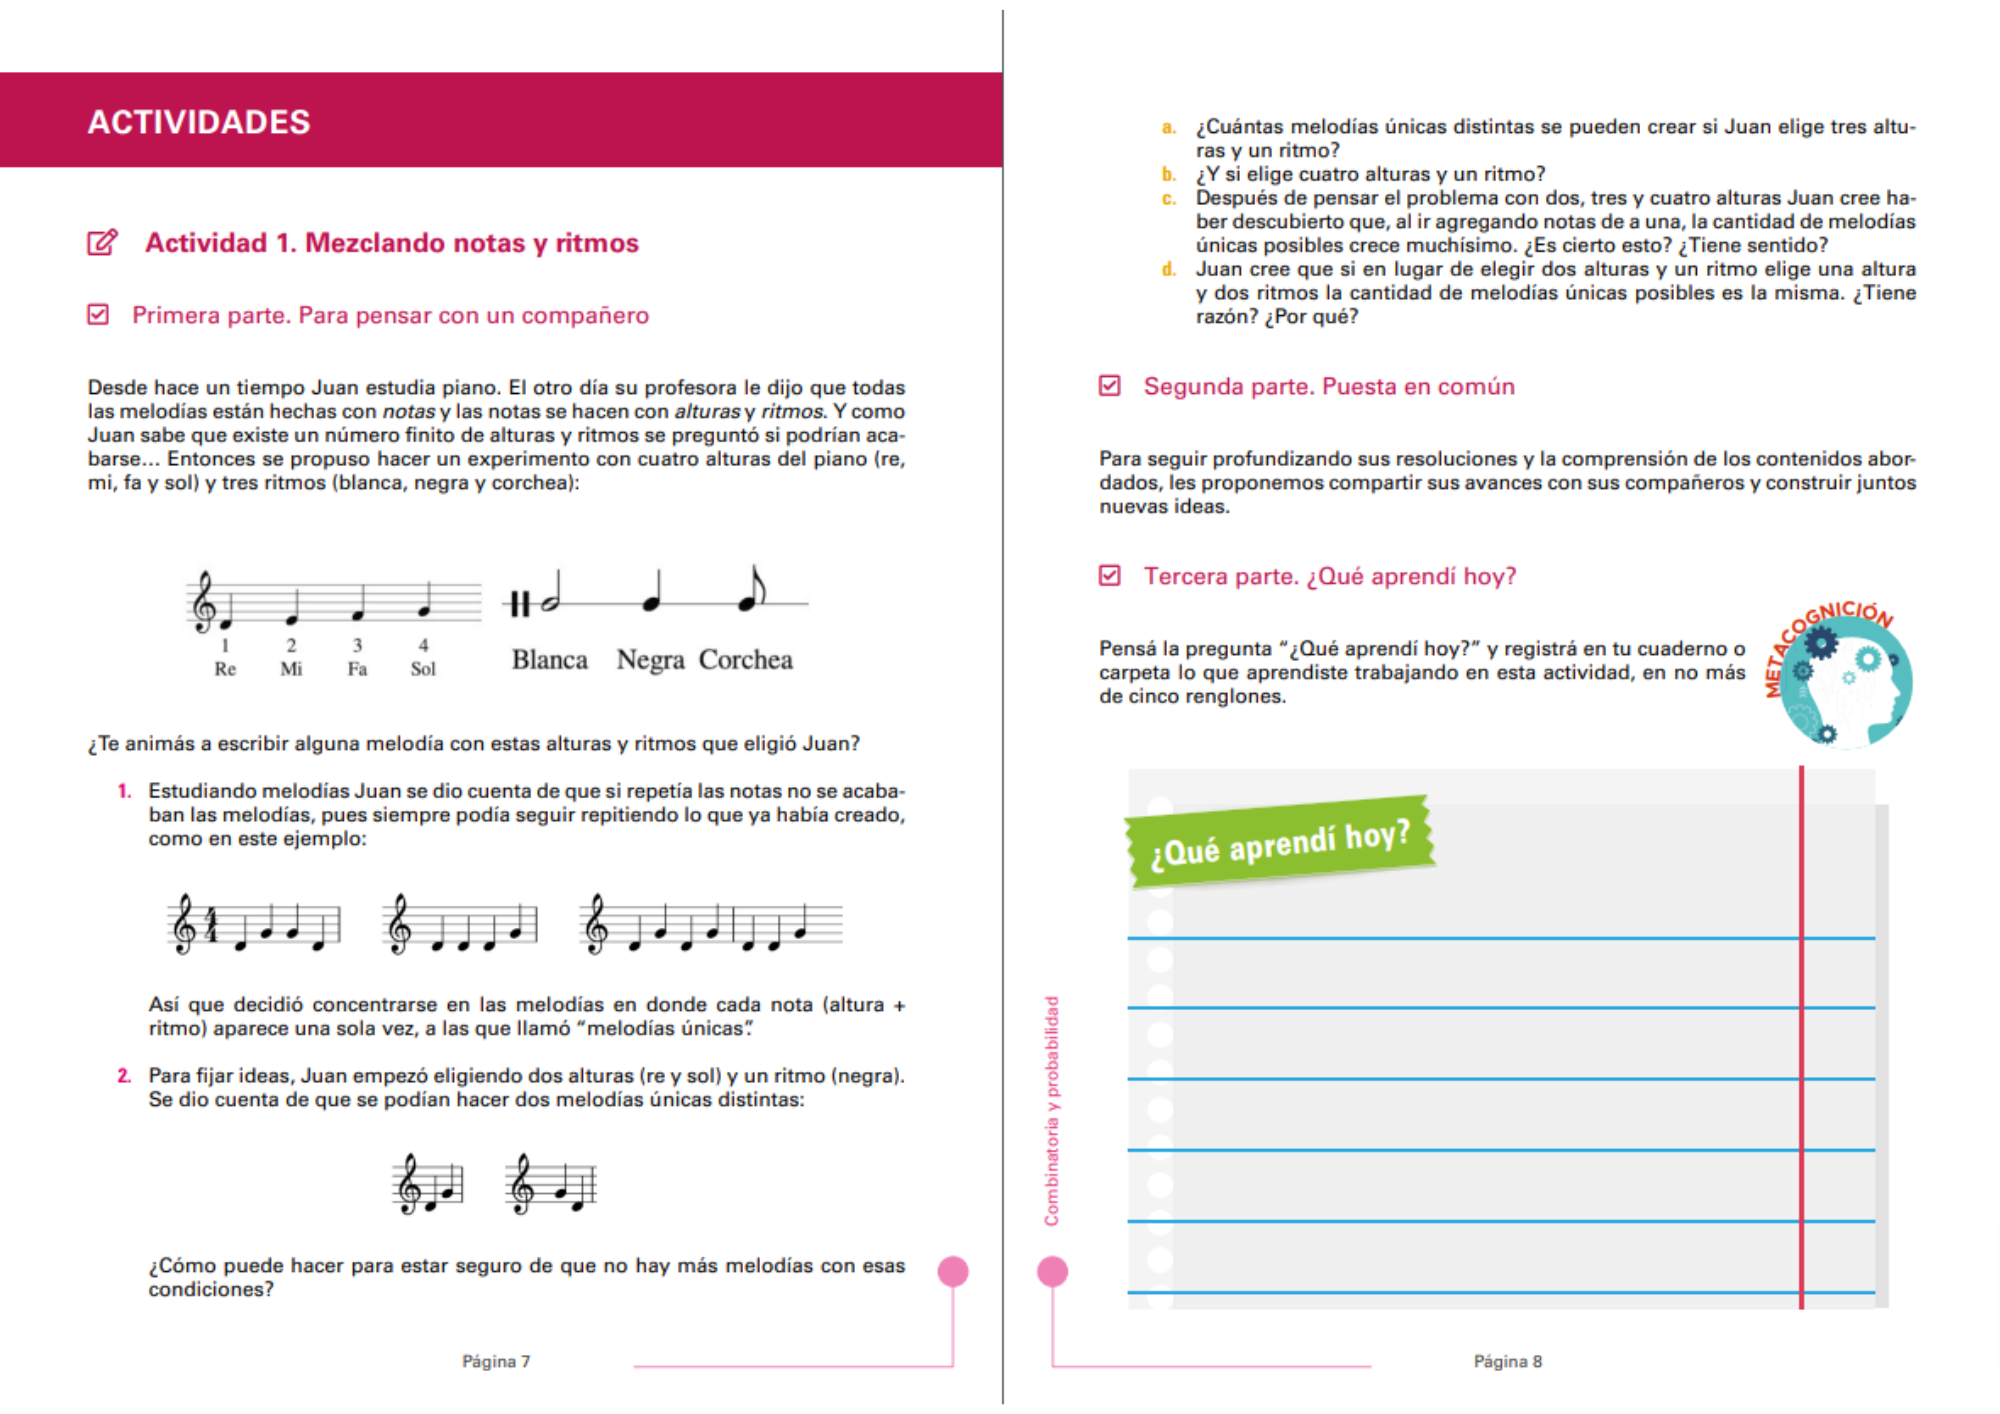 ACTIVIDADES
Actividad 1. Mezclando notas y ritmos
Primera parte. Para pensar con un compañero
Desde hace un tiempo Juan estudia piano. El otro día su profesora le dijo que todas
las melodías están hechas con notas y las notas se hacen con alturas y ritmos. Y como
Juan sabe que existe un número finito de alturas y ritmos se preguntó si podrían aca-
barse... Entonces se propuso hacer un experimento con cuatro alturas del piano (re,
mi, fa y sol) y tres ritmos (blanca, negra y corchea):
1 2 3 4
Re Mi Fa Sol
Blanca Negra Corchea
¿Te animás a escribir alguna melodía con estas alturas y ritmos que eligió Juan?
1. Estudiando melodías Juan se dio cuenta de que si repetía las notas no se acaba-
ban las melodías, pues siempre podía seguir repitiendo lo que ya había creado,
como en este ejemplo:
4
4
Así que decidió concentrarse en las melodías en donde cada nota (altura +
ritmo) aparece una sola vez, a las que llamó “melodías únicas”.
2. Para fijar ideas, Juan empezó eligiendo dos alturas (re y sol) y un ritmo (negra).
Se dio cuenta de que se podían hacer dos melodías únicas distintas:
¿Cómo puede hacer para estar seguro de que no hay más melodías con esas
condiciones?
Página 7
a. ¿Cuántas melodías únicas distintas se pueden crear si Juan elige tres altu-
ras y un ritmo?
b. ¿Y si elige cuatro alturas y un ritmo?
c. Después de pensar el problema con dos, tres y cuatro alturas Juan cree ha-
ber descubierto que, al ir agregando notas de a una, la cantidad de melodías
únicas posibles crece muchísimo. ¿Es cierto esto? ¿Tiene sentido?
d. Juan cree que si en lugar de elegir dos alturas y un ritmo elige una altura
y dos ritmos la cantidad de melodías únicas posibles es la misma. ¿Tiene
razón? ¿Por qué?
Segunda parte. Puesta en común
Para seguir profundizando sus resoluciones y la comprensión de los contenidos abor-
dados, les proponemos compartir sus avances con sus compañeros y construir juntos
nuevas ideas.
Tercera parte. ¿Qué aprendí hoy?
Pensá la pregunta “¿Qué aprendí hoy?” y registrá en tu cuaderno o
carpeta lo que aprendiste trabajando en esta actividad, en no más
de cinco renglones.
METACOGNICIÓN
¿Qué aprendí hoy?
Combinatoria y probabilidad
Página 8